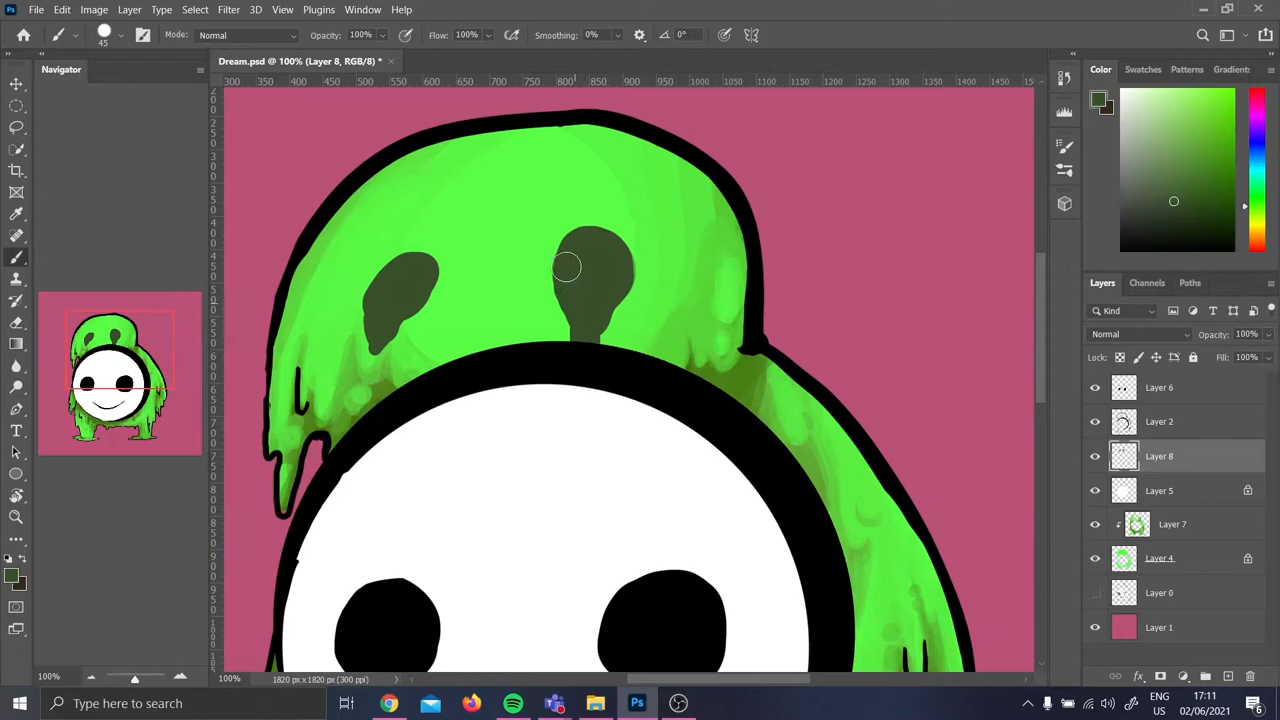 Ps File Edit Image Layer Type Select Filter 3D View Plugins Window Help
45 Mode: Normal Opacity: 100% Flow: 100% Smoothing: 0% 0°
Navigator
Dream.psd @ 100% (Layer 8, RGB/8) *
300 400 450 500 550 600 650 700 750 800 850 900 950 1000 1050 1100 1150 1200 1250 1300 1350 1400 1450
Color Swatches Patterns Gradient
Layers Channels Paths
Kind
Normal Opacity: 100%
Lock: Fill: 100%
Layer 6
Layer 2
Layer 8
Layer 5
Layer 7
Layer 4
Layer 0
Layer 1
100%
100% 1820 px x 1820 px (300 ppi)
Type here to search
Ps
ENG
US
17:11
02/06/2021
6